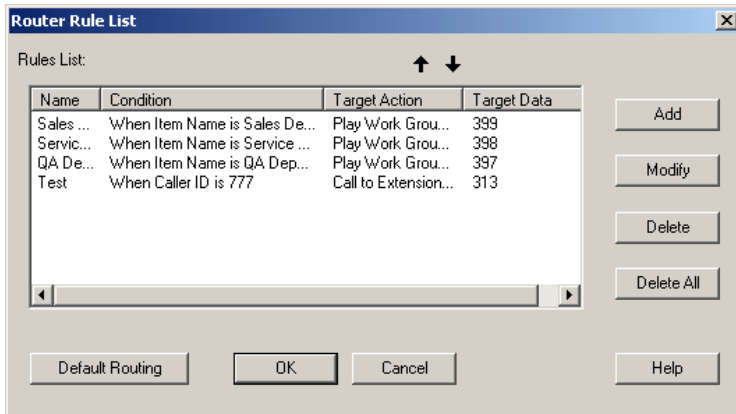 Router Rule List
Rules List:
Name Condition Target Action Target Data
Sales ... When Item Name is Sales De... Play Work Grou... 399
Servic... When Item Name is Service ... Play Work Grou... 398
QA De... When Item Name is QA Dep... Play Work Grou... 397
Test When Caller ID is 777 Call to Extension... 313
Add
Modify
Delete
Delete All
Default Routing OK Cancel Help